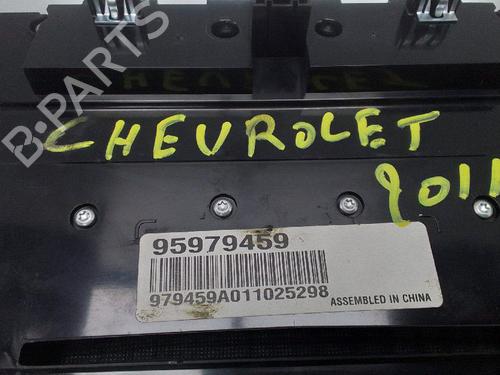 B-PARTS
CHEVROLET
2011
95979459
979459A011025298
ASSEMBLED IN CHINA